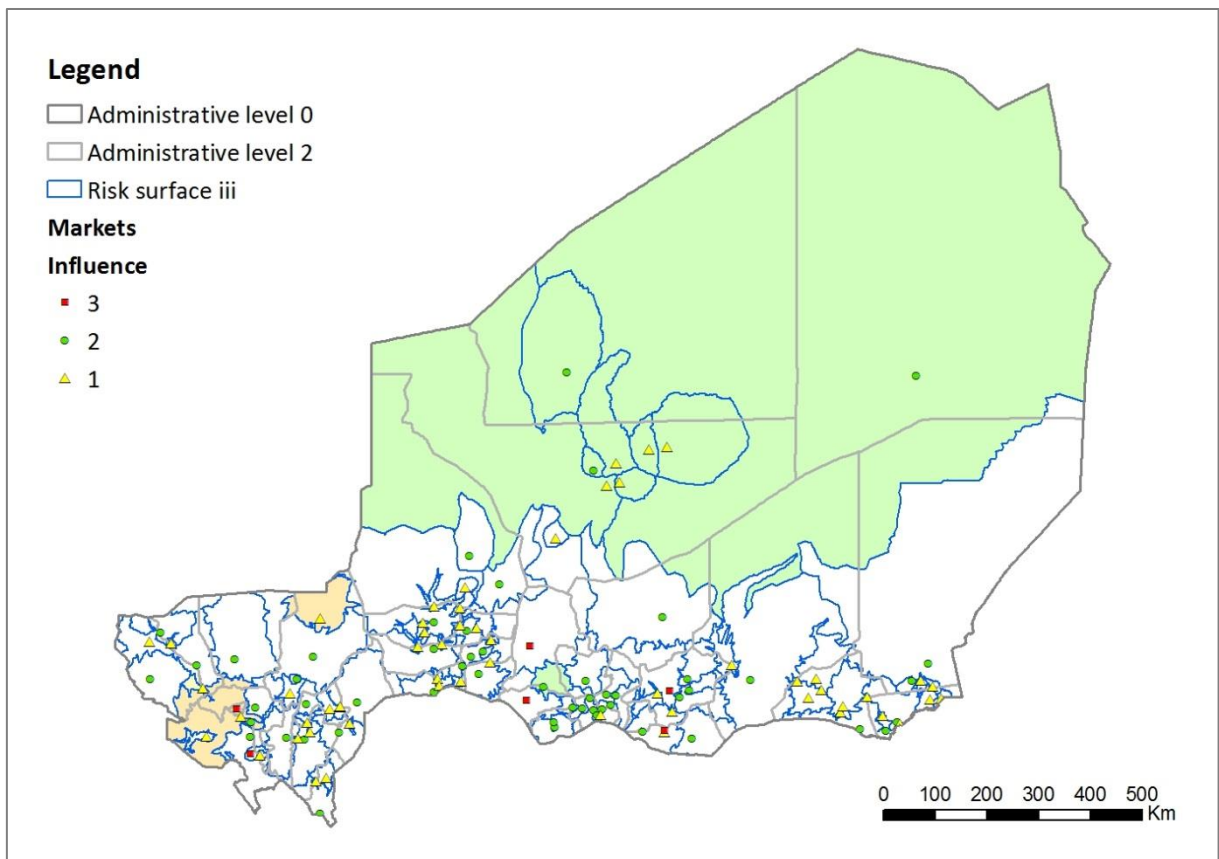 Legend
Administrative level 0
Administrative level 2
Risk surface iii
Markets
Influence
3
2
1
0 100 200 300 400 500
Km